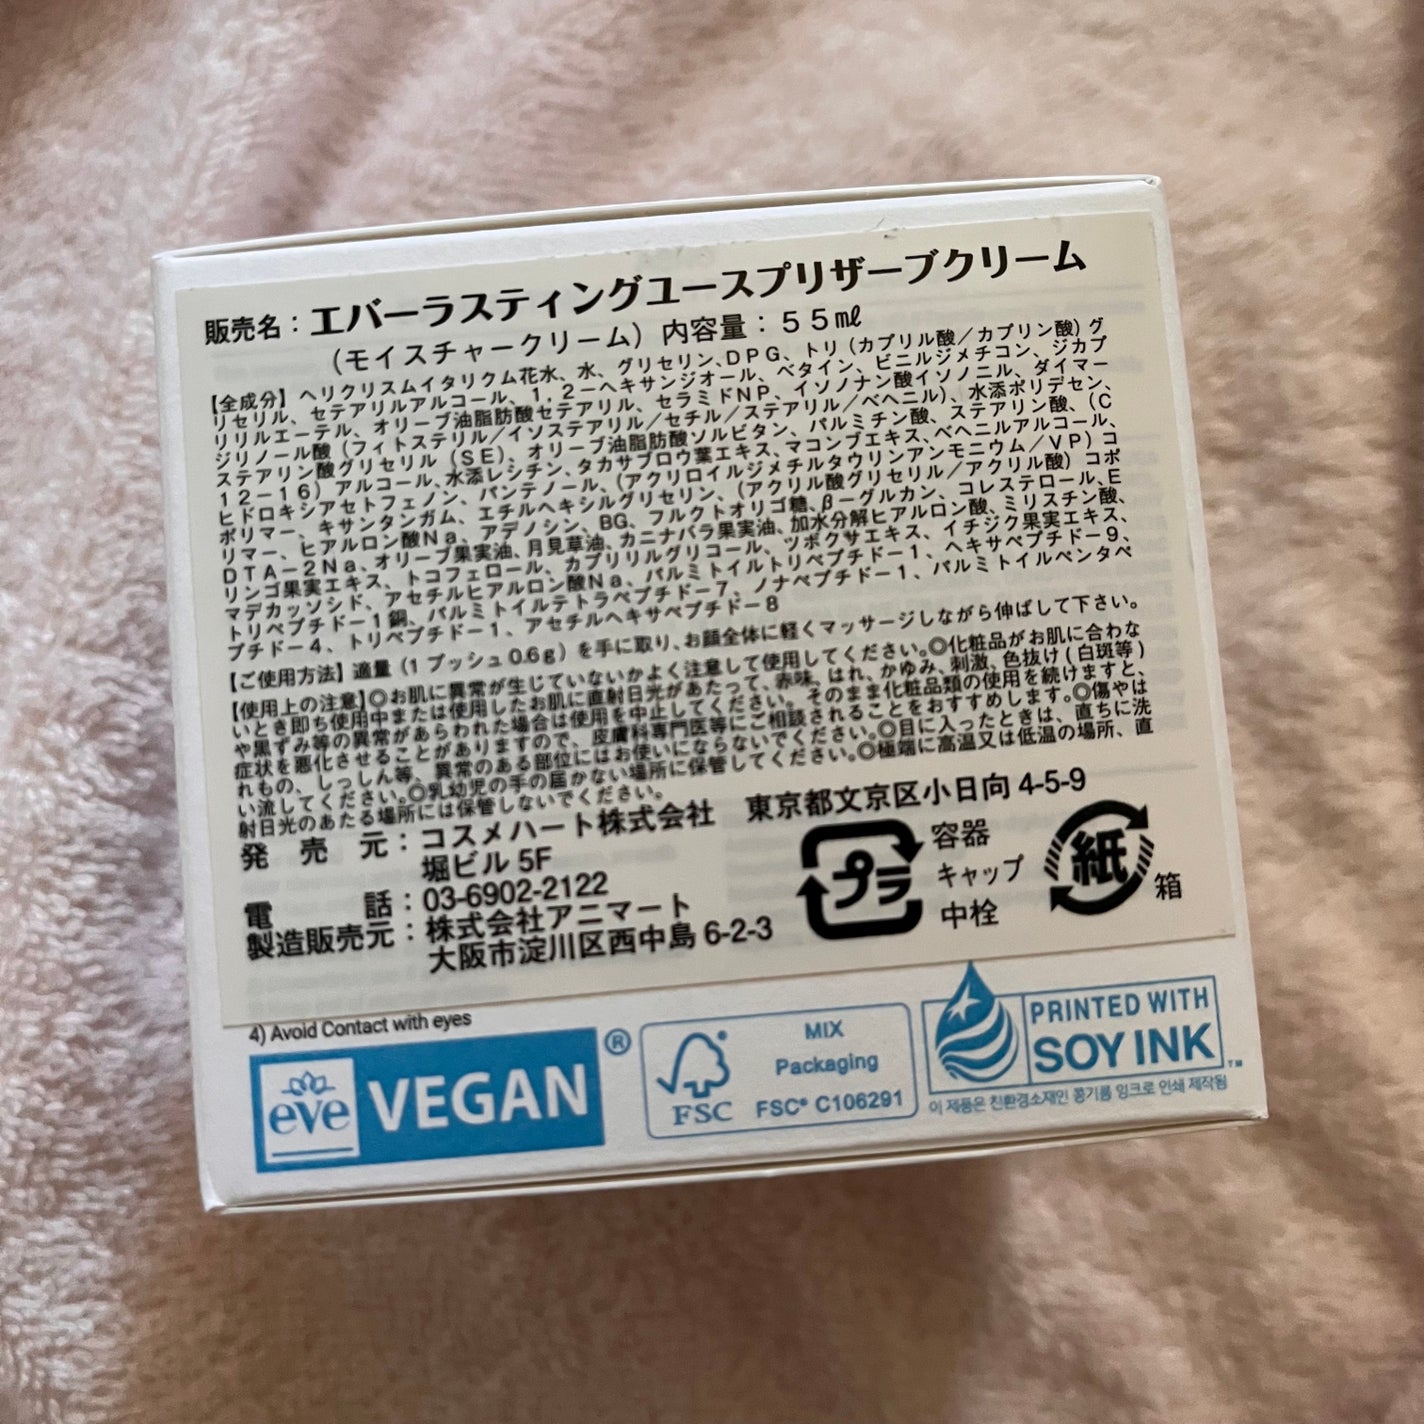 販売名：エバーラスティングユースプリザーブクリーム
(モイスチャークリーム) 内容量：５５㎖
【全成分】ヘリクリスムイタリクム花水、水、グリセリン、DPG、トリ（カプリル酸／カプリン酸）グ
リセリル、セテアリルアルコール、1，2－ヘキサンジオール、ベタイン、ビニルジメチコン、ジカプ
リリルエーテル、オリーブ油脂肪酸セテアリル、セラミドNP、イソノナン酸イソノニル、ダイマー
ジリノール酸（フィトステリル／イソステアリル／セチル／ステアリル／ベヘニル）、水添ポリデセン、
ステアリン酸グリセリル（SE）、オリーブ油脂肪酸ソルビタン、パルミチン酸、ステアリン酸、（C
12－16）アルコール、水添レシチン、タカサブロウ葉エキス、マコンブエキス、ベヘニルアルコール、
ヒドロキシアセトフェノン、パンテノール、（アクリロイルジメチルタウリンアンモニウム／VP）コ
ポリマー、キサンタンガム、エチルヘキシルグリセリン、（アクリル酸グリセリル／アクリル酸）コポ
リマー、ヒアルロン酸Na、アデノシン、BG、フルクトオリゴ糖、β－グルカン、コレステロール、E
DTA－2Na、オリーブ果実油、月見草油、カニナバラ果実油、加水分解ヒアルロン酸、ミリスチン酸、
リンゴ果実エキス、トコフェロール、カプリリルグリコール、ツボクサエキス、イチジク果実エキス、
マデカッソシド、アセチルヒアルロン酸Na、パルミトイルトリペプチドー1、ヘキサペプチドー9、
トリペプチドー1銅、パルミトイルテトラペプチドー7、ノナペプチドー1、パルミトイルペンタペ
プチドー4、トリペプチドー1、アセチルヘキサペプチドー8
【ご使用方法】適量（1プッシュ0.6g）を手に取り、お顔全体に軽くマッサージしながら伸ばして下さい。
【使用上の注意】◎お肌に異常が生じていないかよく注意して使用してください。◎化粧品がお肌に合わな
いとき即ち使用中または使用したお肌に直射日光があたって、赤味、はれ、かゆみ、刺激、色抜け(白斑等)
や黒ずみ等の異常があらわれた場合は使用を中止してください。そのまま化粧品類の使用を続けますと、
症状を悪化させることがありますので、皮膚科専門医等にご相談されることをおすすめします。◎傷やは
れもの、しっしん等、異常のある部位にはお使いにならないでください。◎目に入ったときは、直ちに洗
い流してください。◎乳幼児の手の届かない場所に保管してください。◎極端に高温又は低温の場所、直
射日光のあたる場所には保管しないでください。
発売元：コスメハート株式会社 東京都文京区小日向 4-5-9
堀ビル 5F
電話：03-6902-2122
製造販売元：株式会社アニマート
大阪市淀川区西中島 6-2-3
プラ
容器
キャップ
中栓
紙
箱
4) Avoid Contact with eyes
eve VEGAN®
FSC
MIX
Packaging
FSC® C106291
PRINTED WITH
SOY INK™
이 제품은 친환경소재인 콩기름 잉크로 인쇄 제작됨